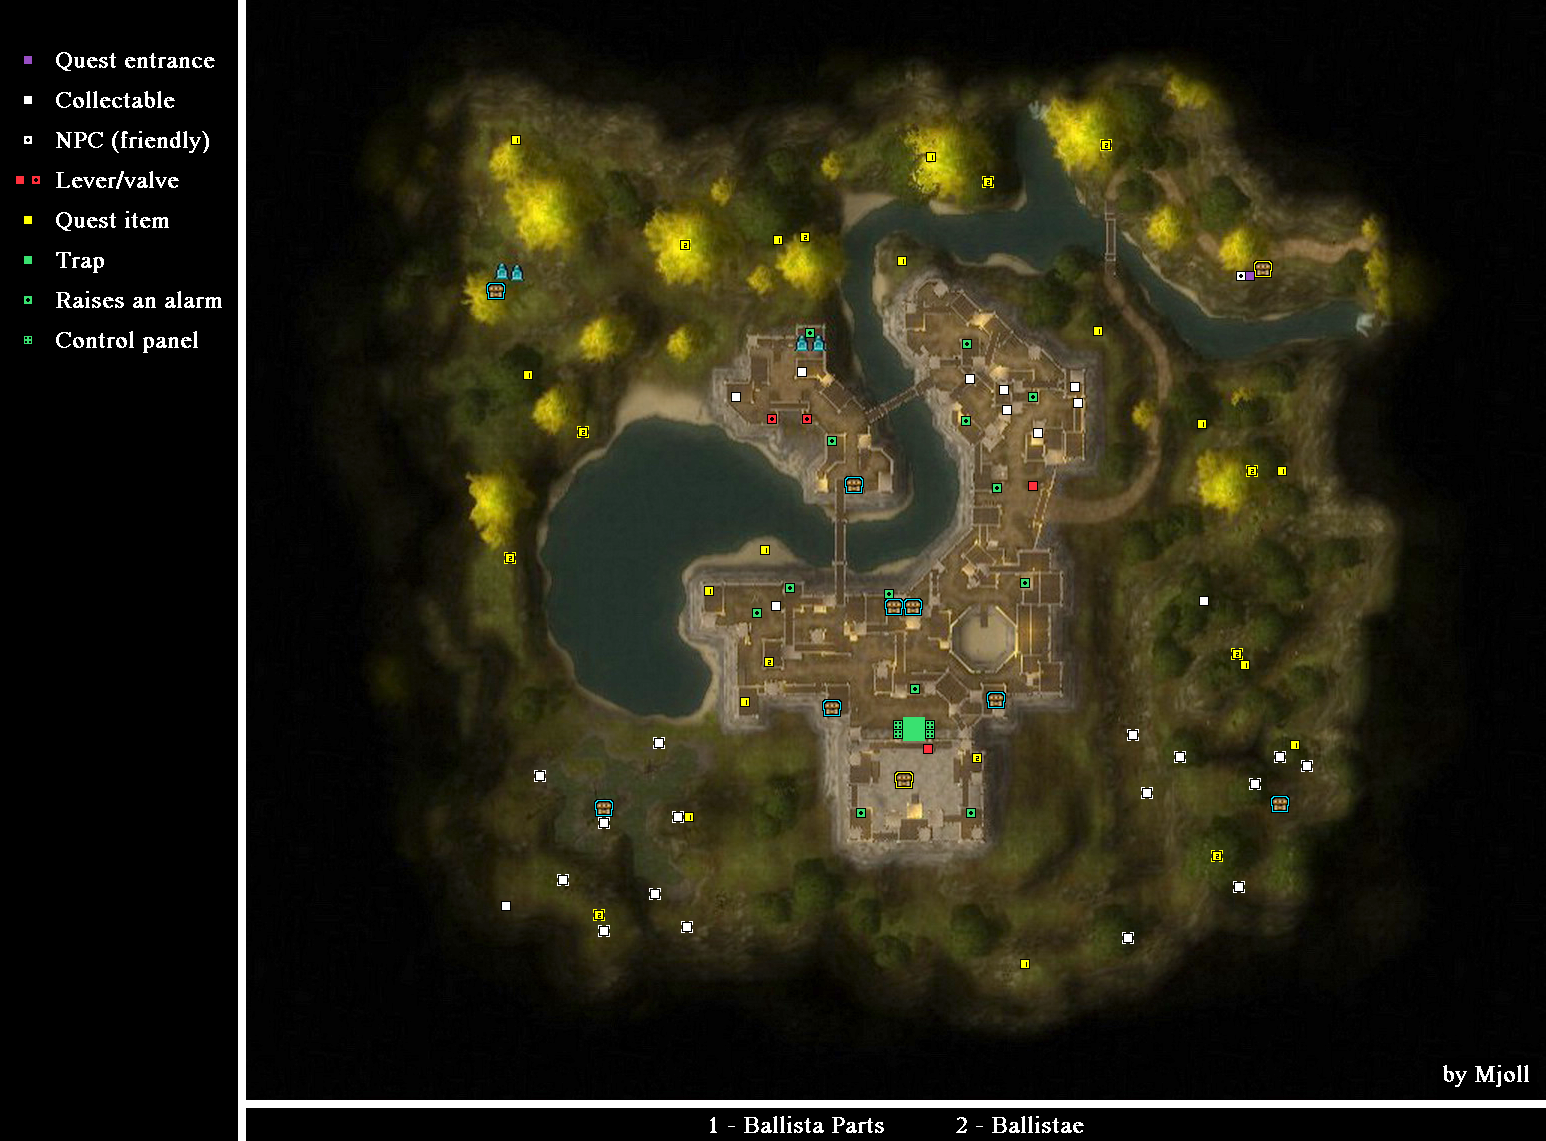 Quest entrance
Collectable
NPC (friendly)
Lever/valve
Quest item
Trap
Raises an alarm
Control panel
by Mjoll
1 - Ballista Parts
2 - Ballistae